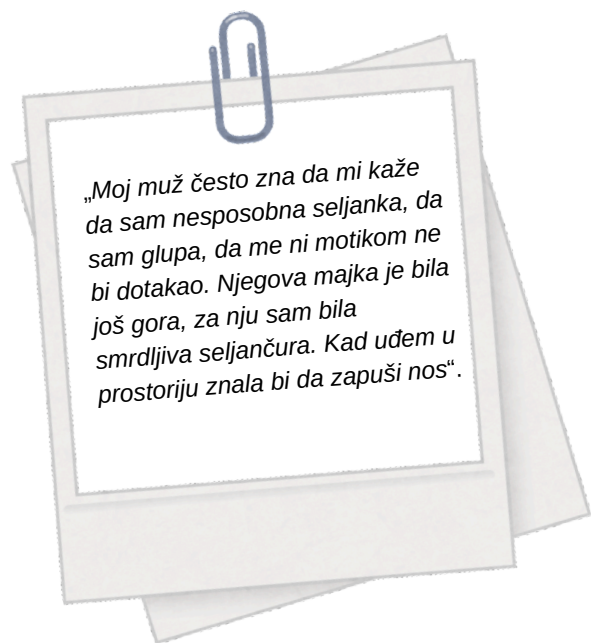 „Moj muž često zna da mi kaže
da sam nesposobna seljanka, da
sam glupa, da me ni motikom ne
bi dotakao. Njegova majka je bila
još gora, za nju sam bila
smrdljiva seljančura. Kad uđem u
prostoriju znala bi da zapuši nos“.